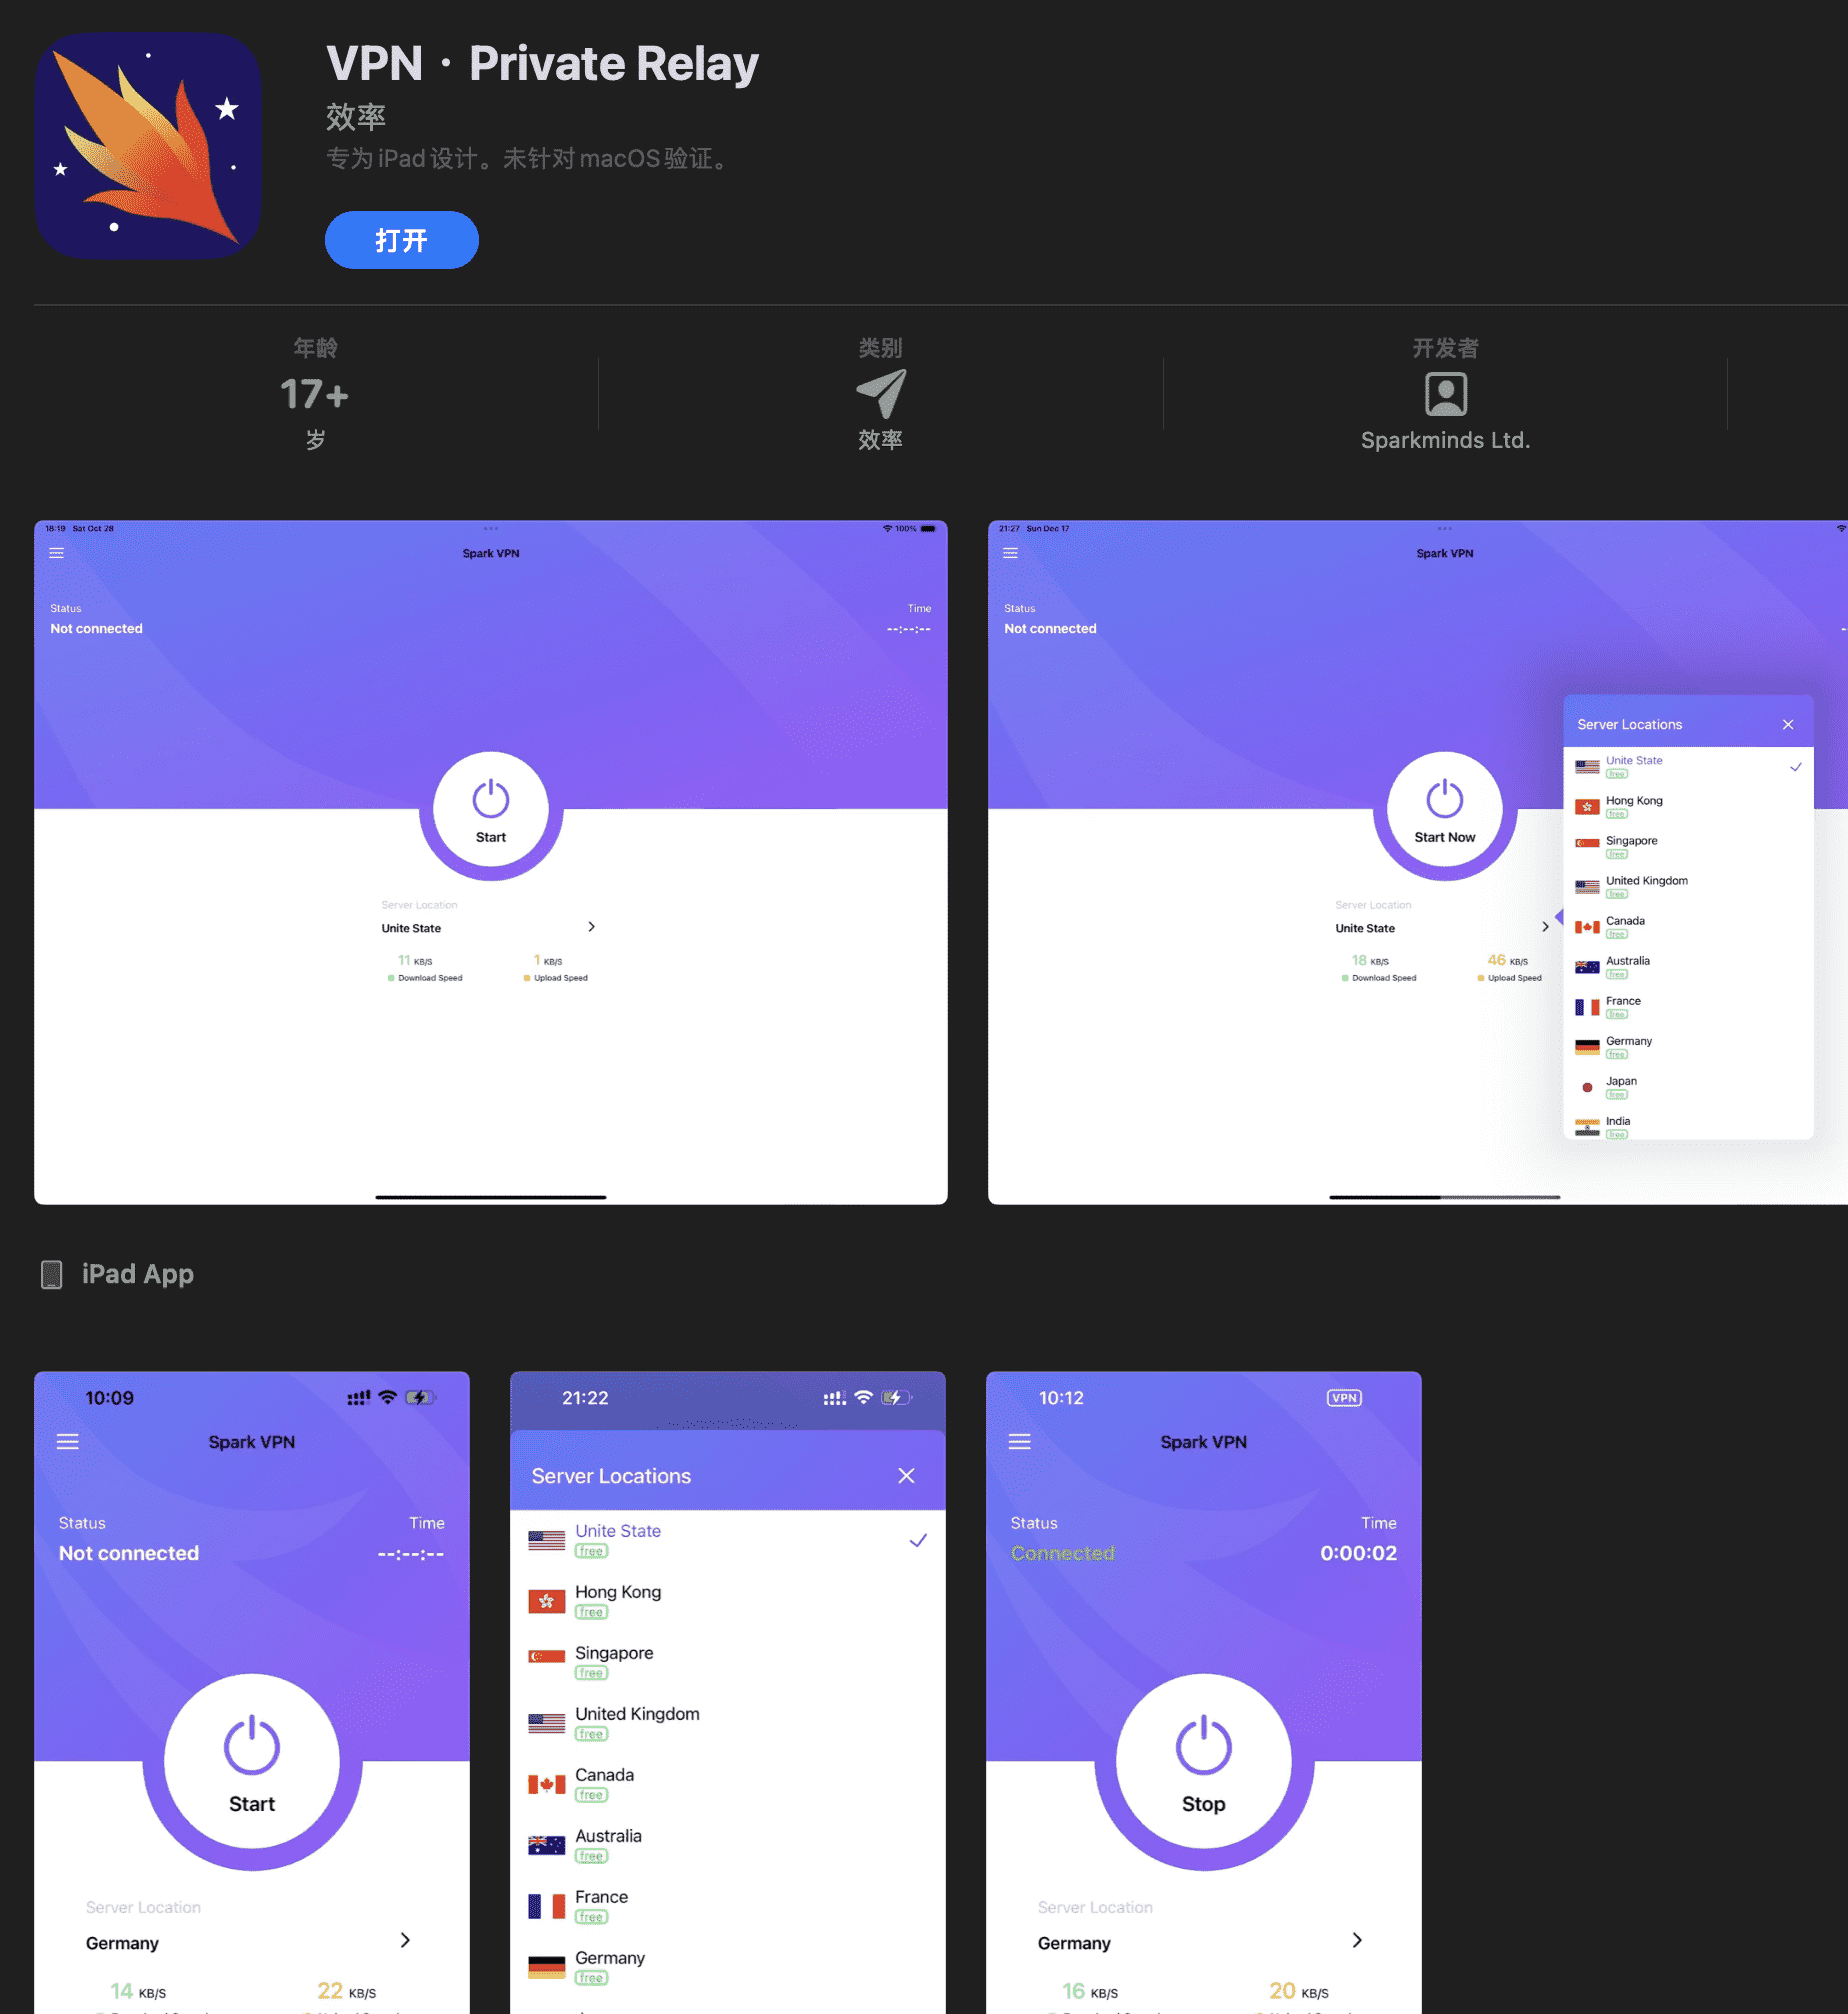 VPN · Private Relay
效率
专为 iPad 设计。未针对 macOS 验证。
打开
年龄
17+
岁
类别
效率
开发者
Sparkminds Ltd.
18:19 Sat Oct 28
100%
Spark VPN
Status
Time
Not connected
--:--:--
Start
Server Location
Unite State
11 KB/S
1 KB/S
Download Speed
Upload Speed
21:27 Sun Dec 17
Spark VPN
Status
Not connected
Start Now
Server Location
Unite State
18 KB/S
46 KB/S
Download Speed
Upload Speed
Server Locations
Unite State
free
Hong Kong
free
Singapore
free
United Kingdom
free
Canada
free
Australia
free
France
free
Germany
free
Japan
free
India
free
iPad App
10:09
Spark VPN
Status
Time
Not connected
--:--:--
Start
Server Location
Germany
14 KB/S
22 KB/S
21:22
Server Locations
Unite State
free
Hong Kong
free
Singapore
free
United Kingdom
free
Canada
free
Australia
free
France
free
Germany
free
10:12
VPN
Spark VPN
Status
Time
Connected
0:00:02
Stop
Server Location
Germany
16 KB/S
20 KB/S